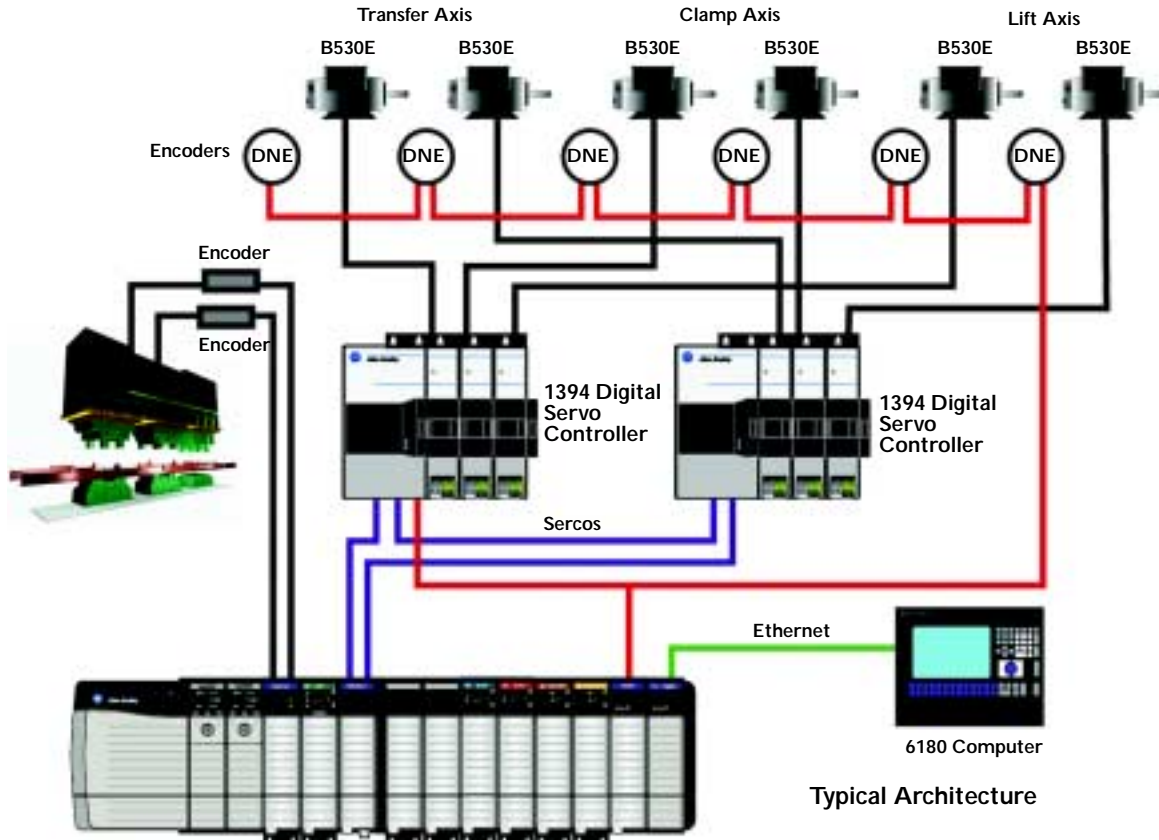 Transfer Axis
Clamp Axis
Lift Axis
B530E
B530E
B530E
B530E
B530E
B530E
Encoders
DNE
DNE
DNE
DNE
DNE
DNE
Encoder
Encoder
1394 Digital
Servo
Controller
1394 Digital
Servo
Controller
Sercos
Ethernet
6180 Computer
Typical Architecture